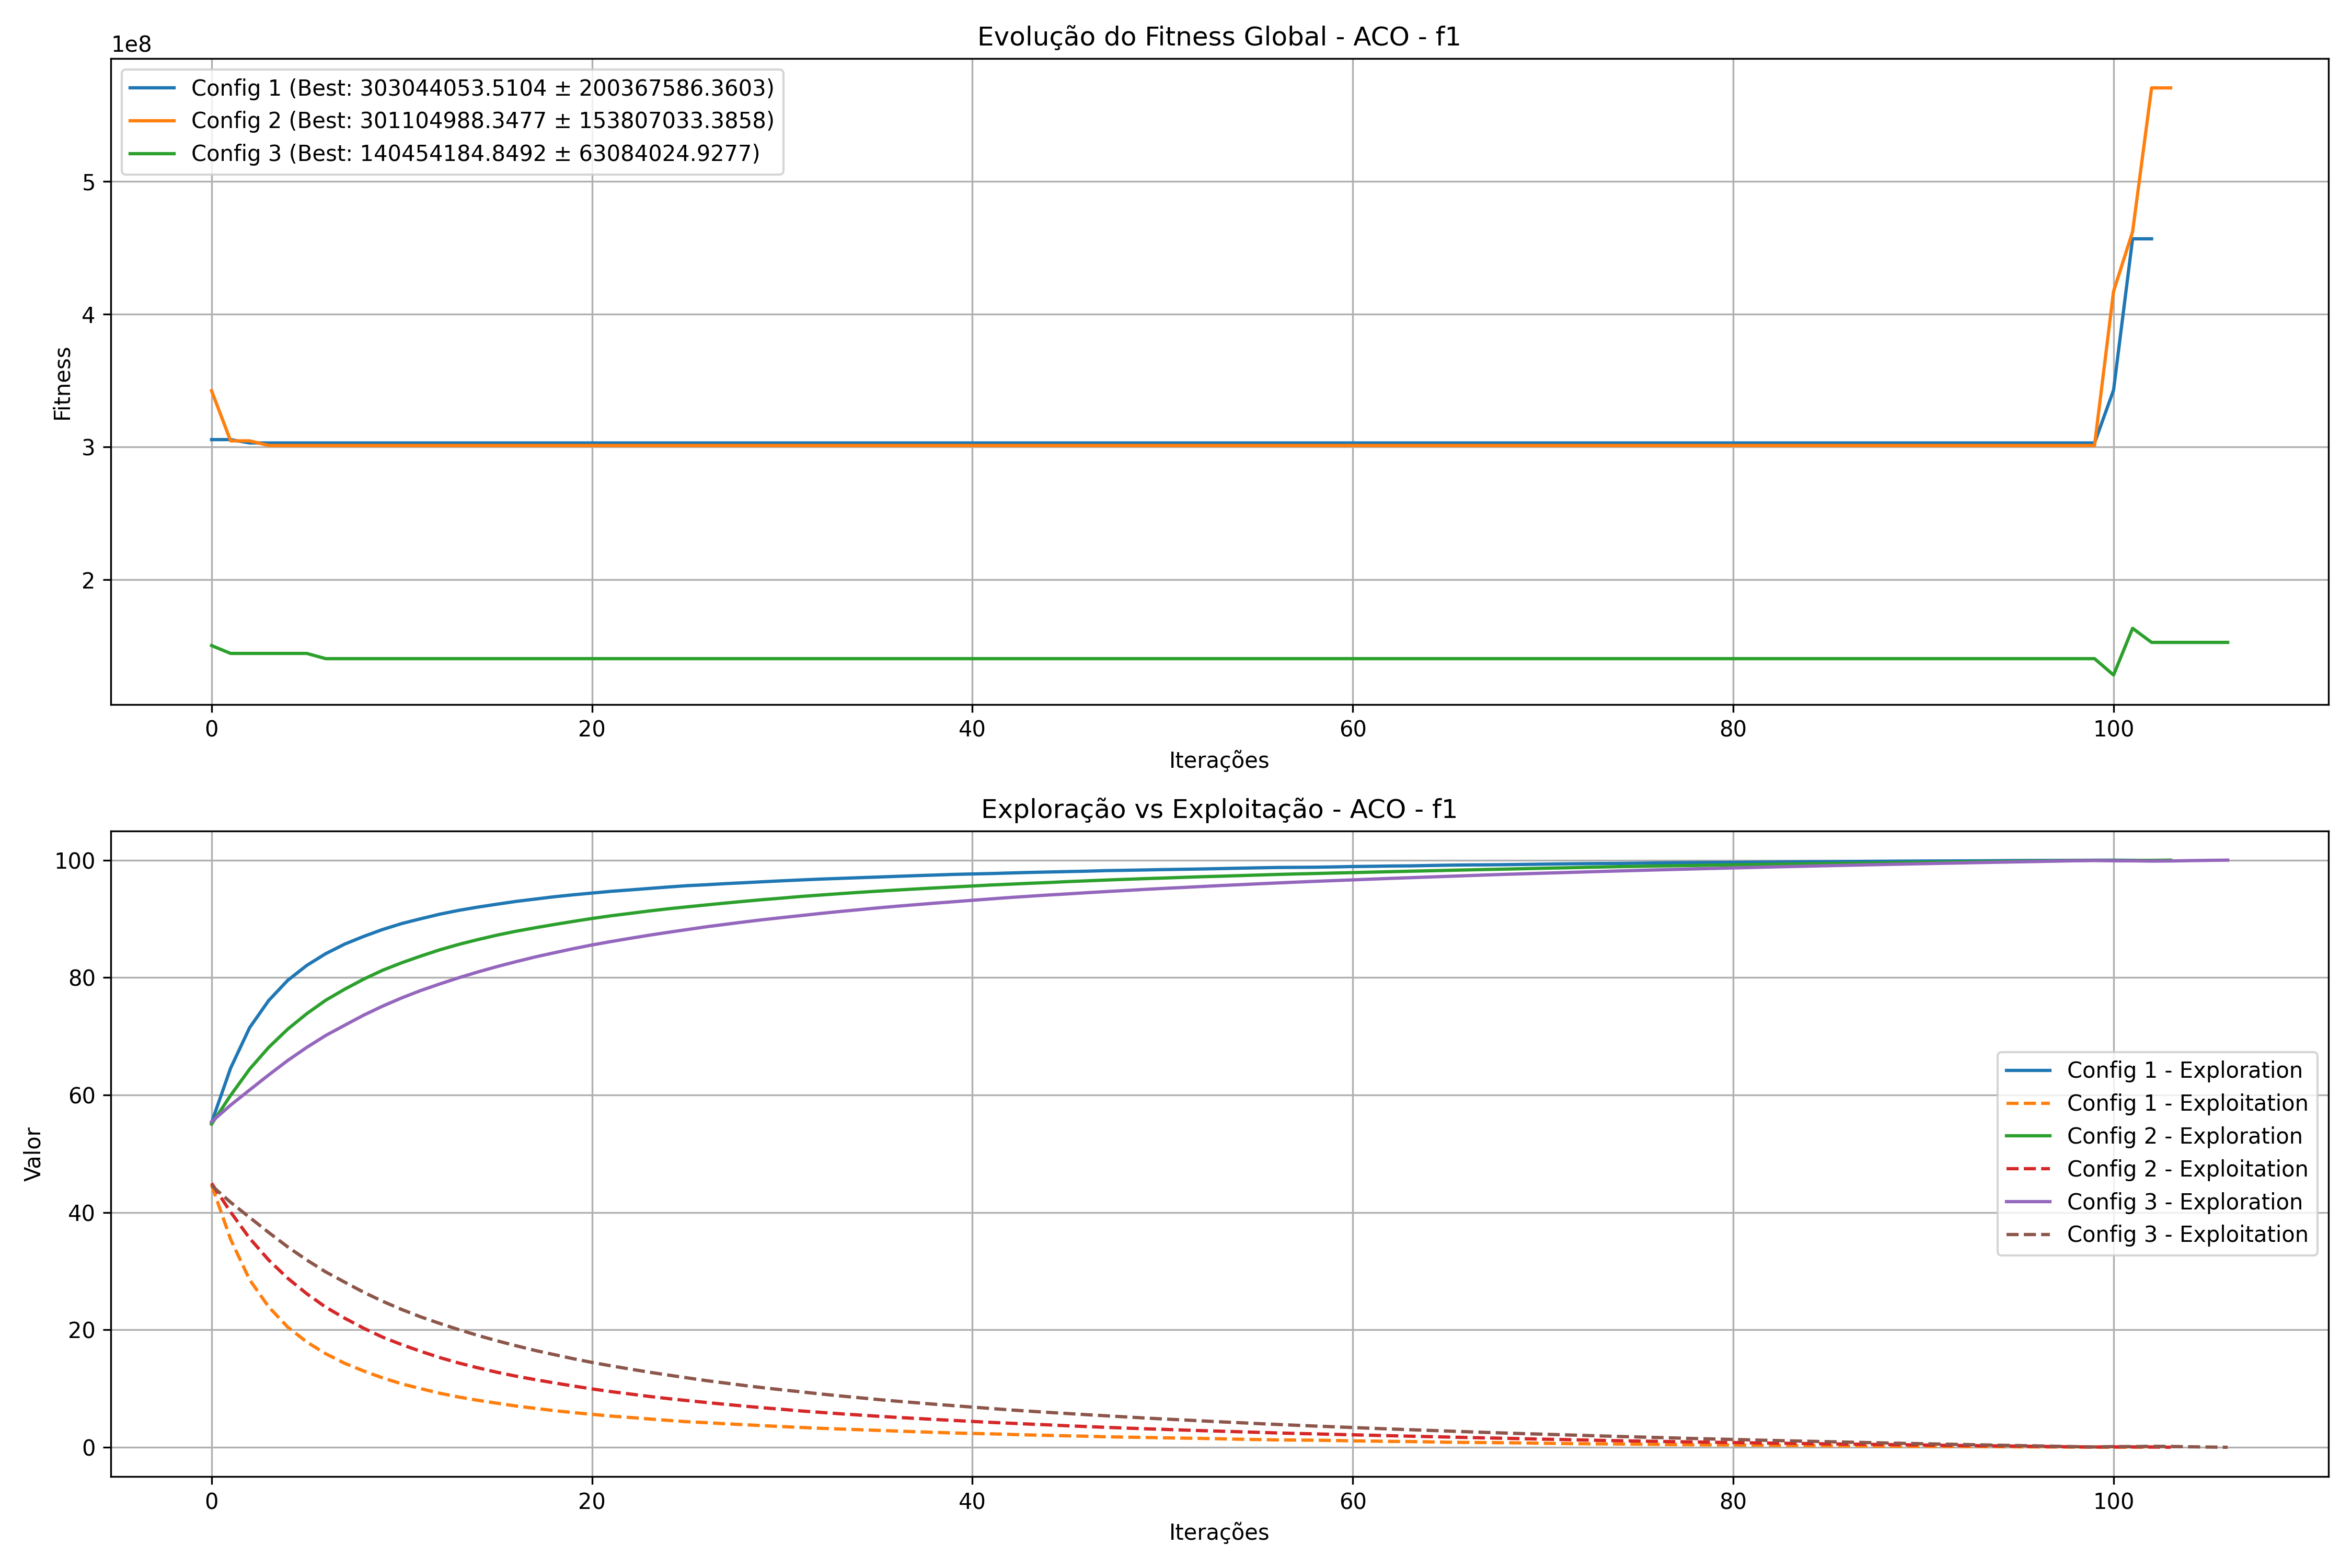 Evolução do Fitness Global - ACO - f1
1e8
Config 1 (Best: 303044053.5104 ± 200367586.3603)
Config 2 (Best: 301104988.3477 ± 153807033.3858)
Config 3 (Best: 140454184.8492 ± 63084024.9277)
5
4
3
2
Fitness
0 20 40 60 80 100
Iterações
Exploração vs Exploitação - ACO - f1
100
80
60
40
20
0
Valor
Config 1 - Exploration
Config 1 - Exploitation
Config 2 - Exploration
Config 2 - Exploitation
Config 3 - Exploration
Config 3 - Exploitation
0 20 40 60 80 100
Iterações